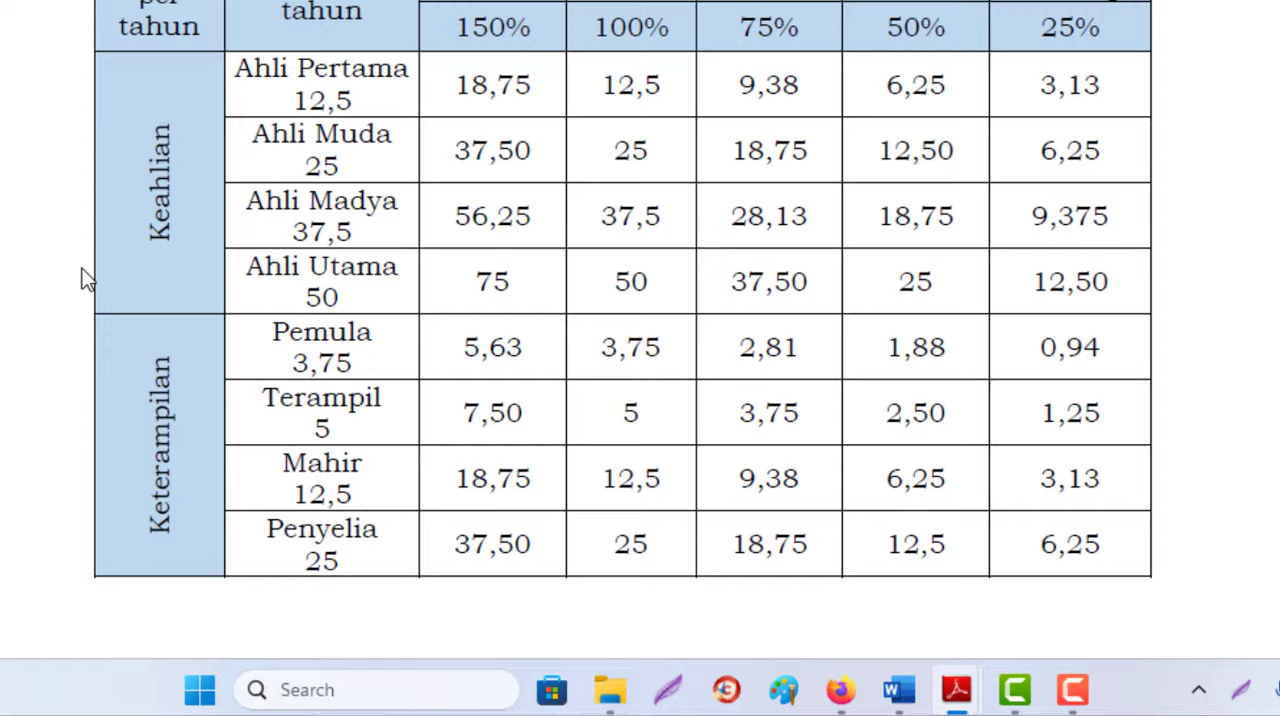 tahun
tahun
150% 100% 75% 50% 25%
Keahlian
Ahli Pertama
12,5
18,75 12,5 9,38 6,25 3,13
Ahli Muda
25
37,50 25 18,75 12,50 6,25
Ahli Madya
37,5
56,25 37,5 28,13 18,75 9,375
Ahli Utama
50
75 50 37,50 25 12,50
Keterampilan
Pemula
3,75
5,63 3,75 2,81 1,88 0,94
Terampil
5
7,50 5 3,75 2,50 1,25
Mahir
12,5
18,75 12,5 9,38 6,25 3,13
Penyelia
25
37,50 25 18,75 12,5 6,25
Search